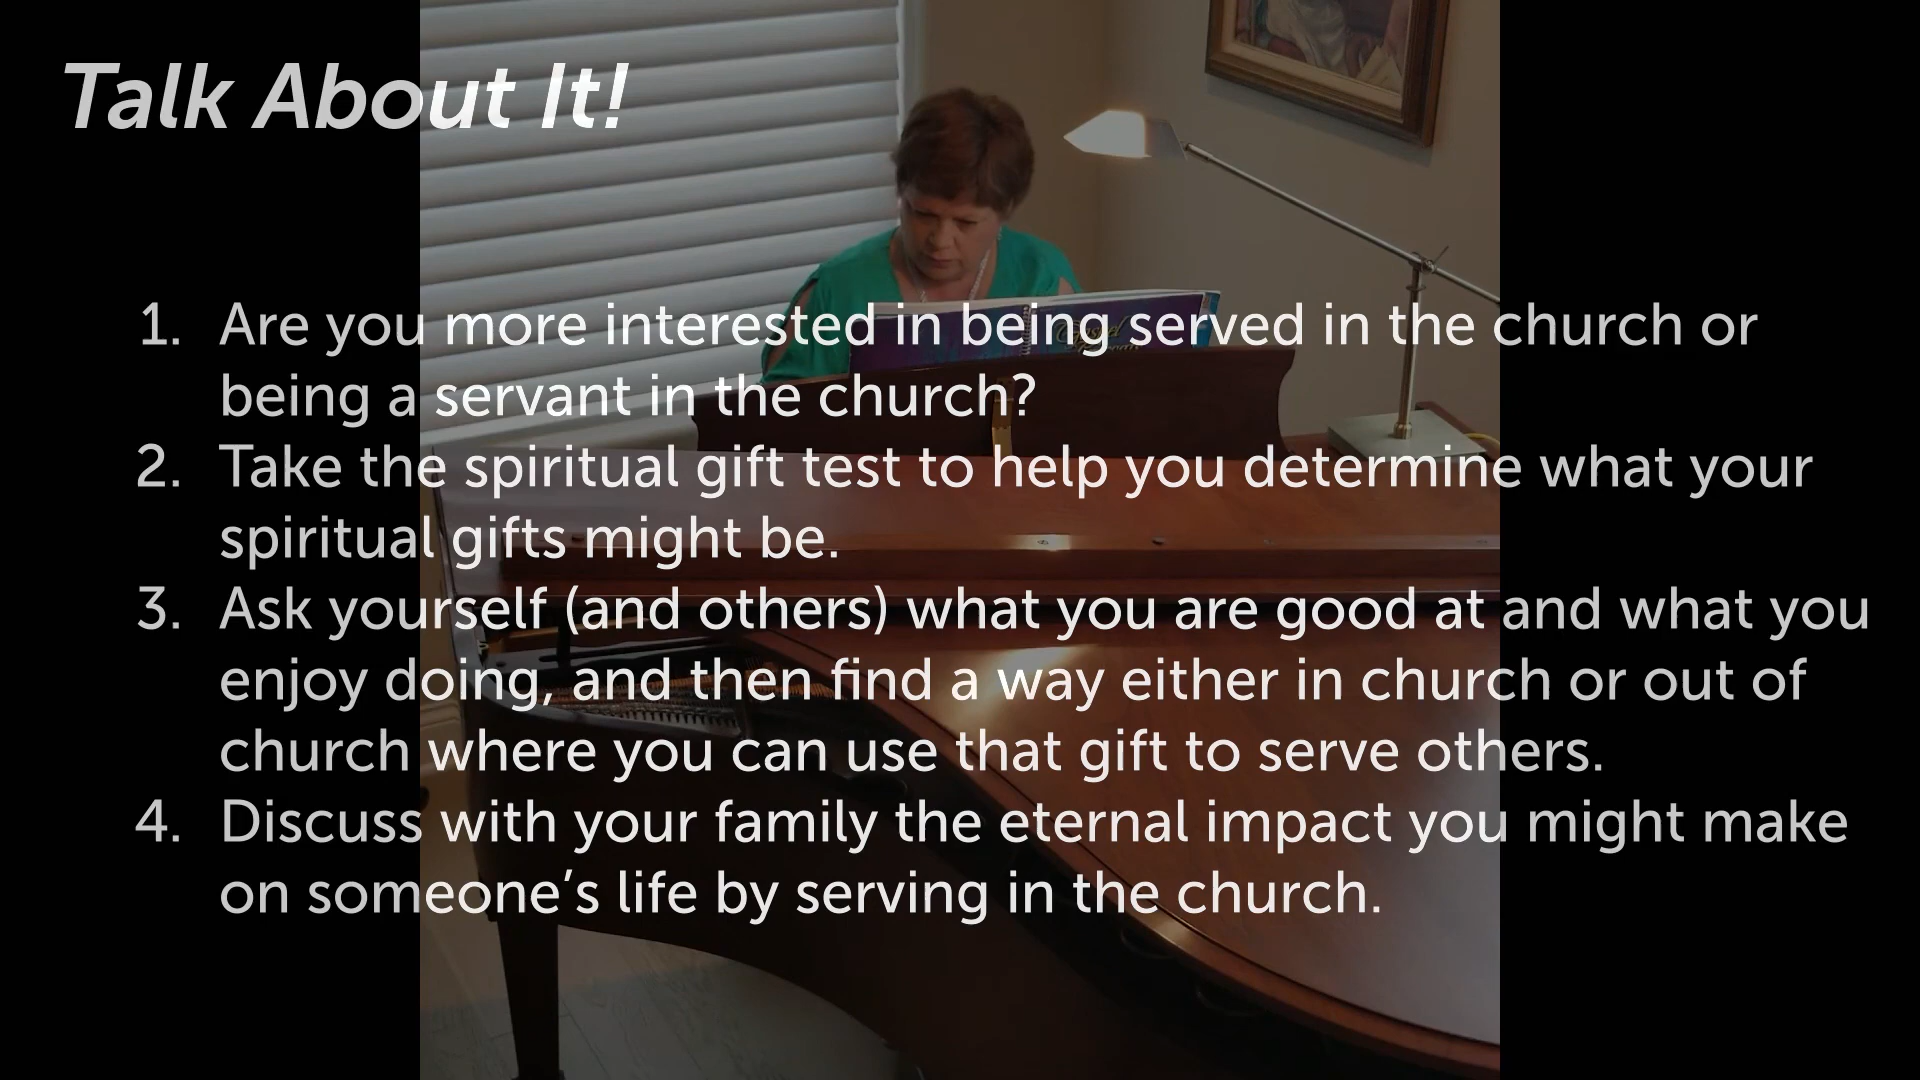 Talk About It!
1. Are you more interested in being served in the church or
being a servant in the church?
2. Take the spiritual gift test to help you determine what your
spiritual gifts might be.
3. Ask yourself (and others) what you are good at and what you
enjoy doing, and then find a way either in church or out of
church where you can use that gift to serve others.
4. Discuss with your family the eternal impact you might make
on someone’s life by serving in the church.